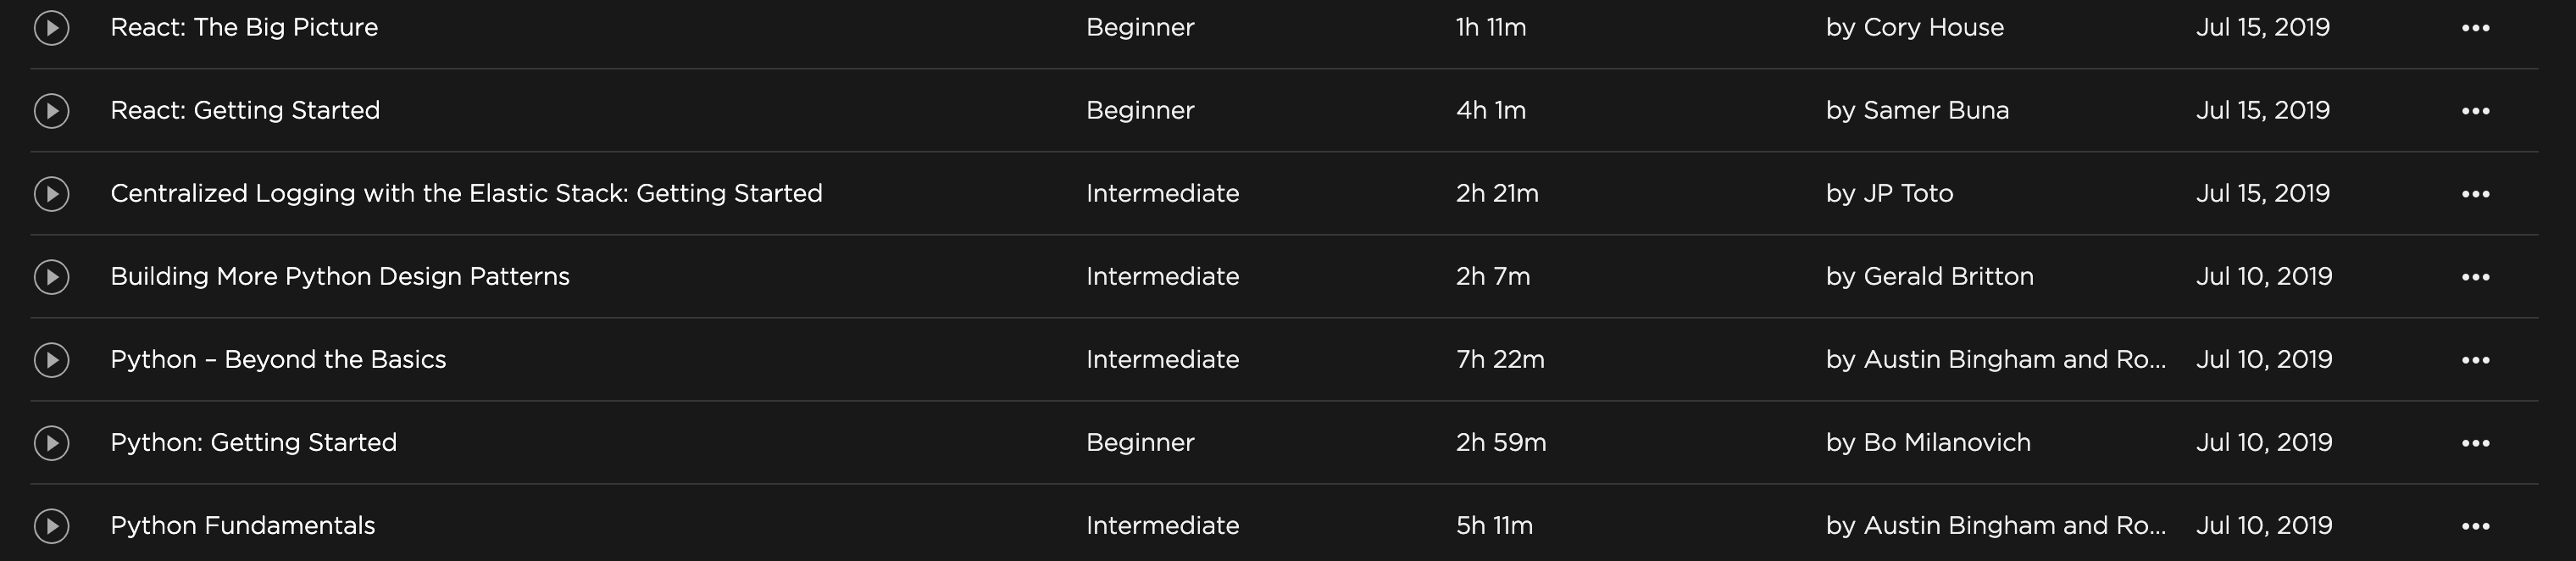 React: The Big Picture Beginner 1h 11m by Cory House Jul 15, 2019
React: Getting Started Beginner 4h 1m by Samer Buna Jul 15, 2019
Centralized Logging with the Elastic Stack: Getting Started Intermediate 2h 21m by JP Toto Jul 15, 2019
Building More Python Design Patterns Intermediate 2h 7m by Gerald Britton Jul 10, 2019
Python – Beyond the Basics Intermediate 7h 22m by Austin Bingham and Ro... Jul 10, 2019
Python: Getting Started Beginner 2h 59m by Bo Milanovich Jul 10, 2019
Python Fundamentals Intermediate 5h 11m by Austin Bingham and Ro... Jul 10, 2019